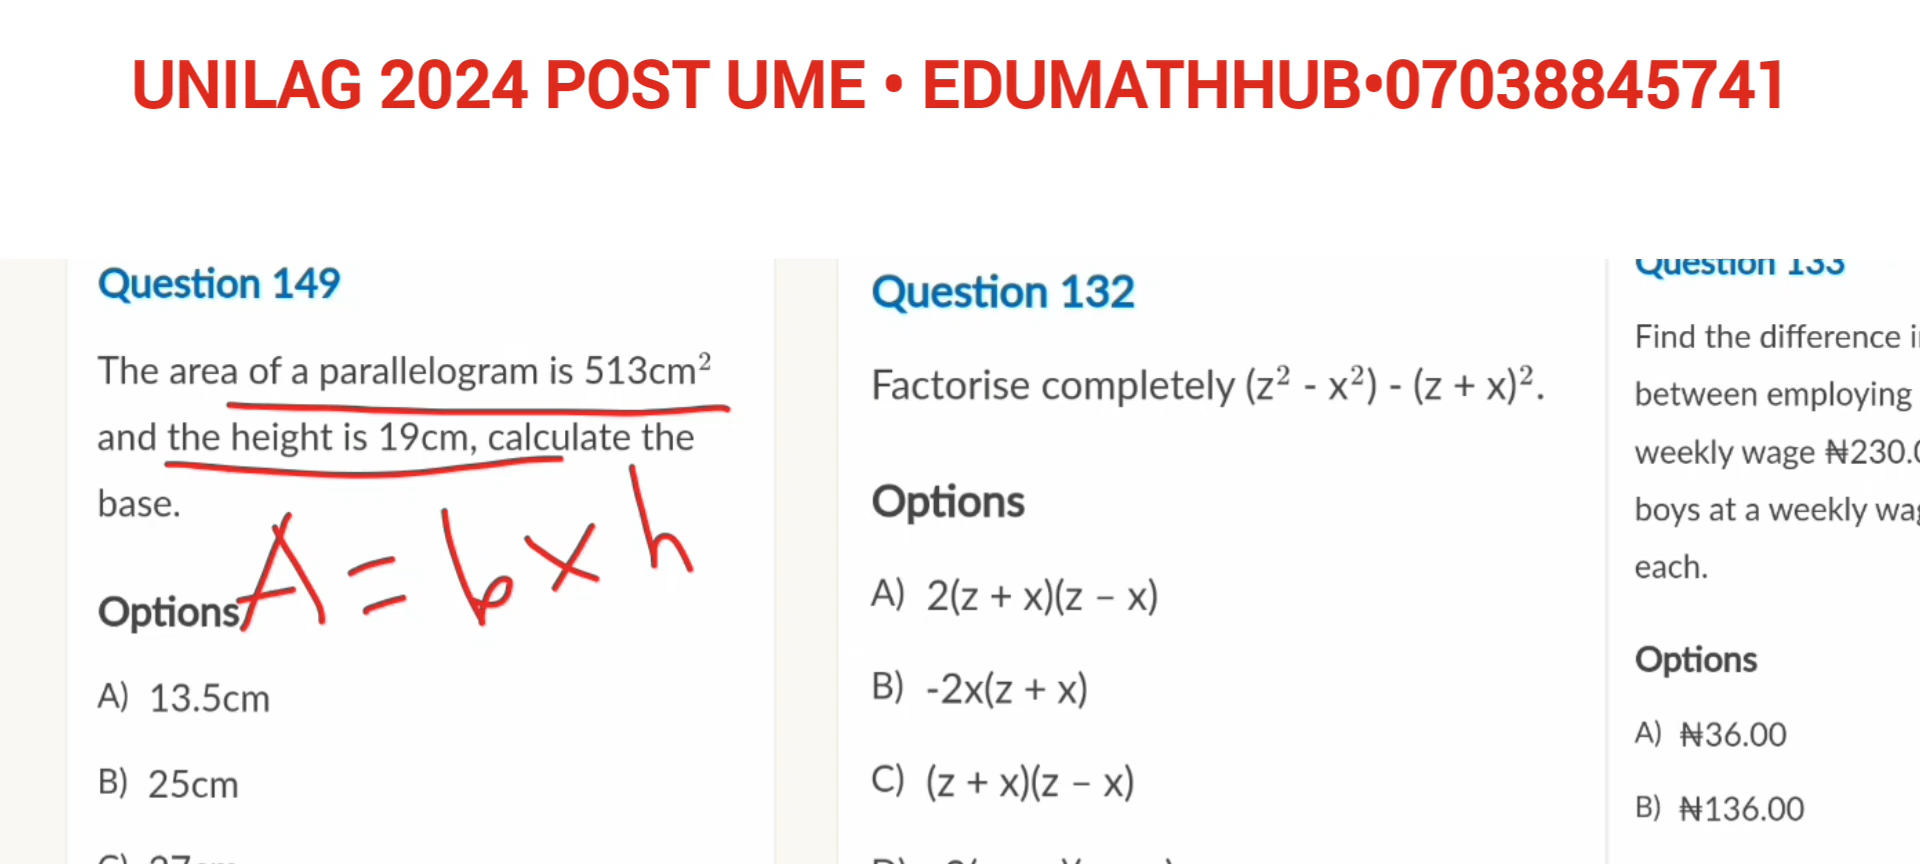 UNILAG 2024 POST UME • EDUMATHHUB•07038845741
Question 149
The area of a parallelogram is 513cm²
and the height is 19cm, calculate the
base.
A = b x h
Options
A) 13.5cm
B) 25cm
Question 132
Factorise completely (z² - x²) - (z + x)².
Options
A) 2(z + x)(z – x)
B) -2x(z + x)
C) (z + x)(z – x)
Question 133
Find the difference
between employing
weekly wage ₦230.
boys at a weekly
each.
Options
A) ₦36.00
B) ₦136.00